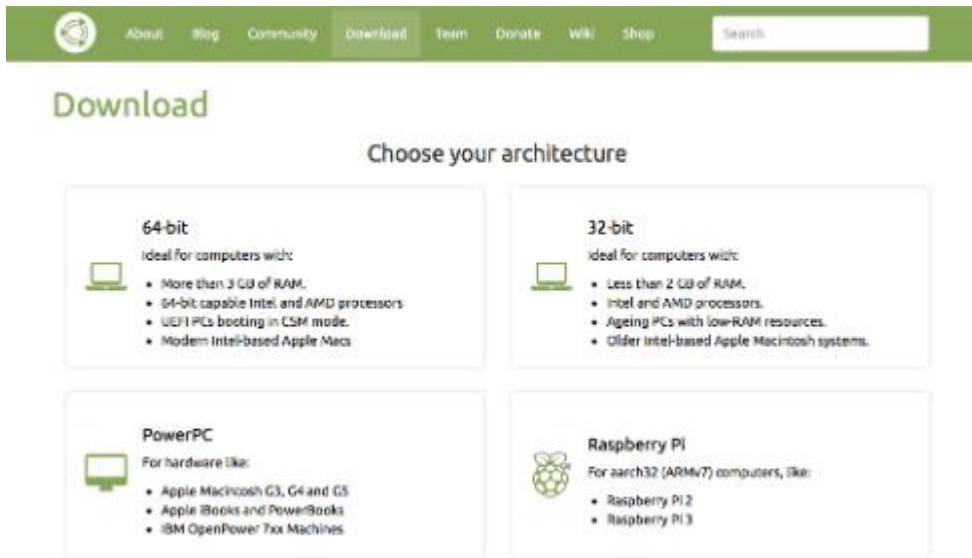 About Blog Community Download Team Donate Wiki Shop Search
Download
Choose your architecture
64-bit
Ideal for computers with:
More than 3 GB of RAM.
64-bit capable Intel and AMD processors
UEFI PCs booting in CSM mode.
Modern Intel-based Apple Macs
32-bit
Ideal for computers with:
Less than 2 GB of RAM.
Intel and AMD processors.
Ageing PCs with low-RAM resources.
Older Intel-based Apple Macintosh systems.
PowerPC
For hardware like:
Apple Macintosh G3, G4 and G5
Apple iBooks and PowerBooks
IBM OpenPower 7xx Machines
Raspberry Pi
For aarch32 (ARMv7) computers, like:
Raspberry Pi 2
Raspberry Pi 3